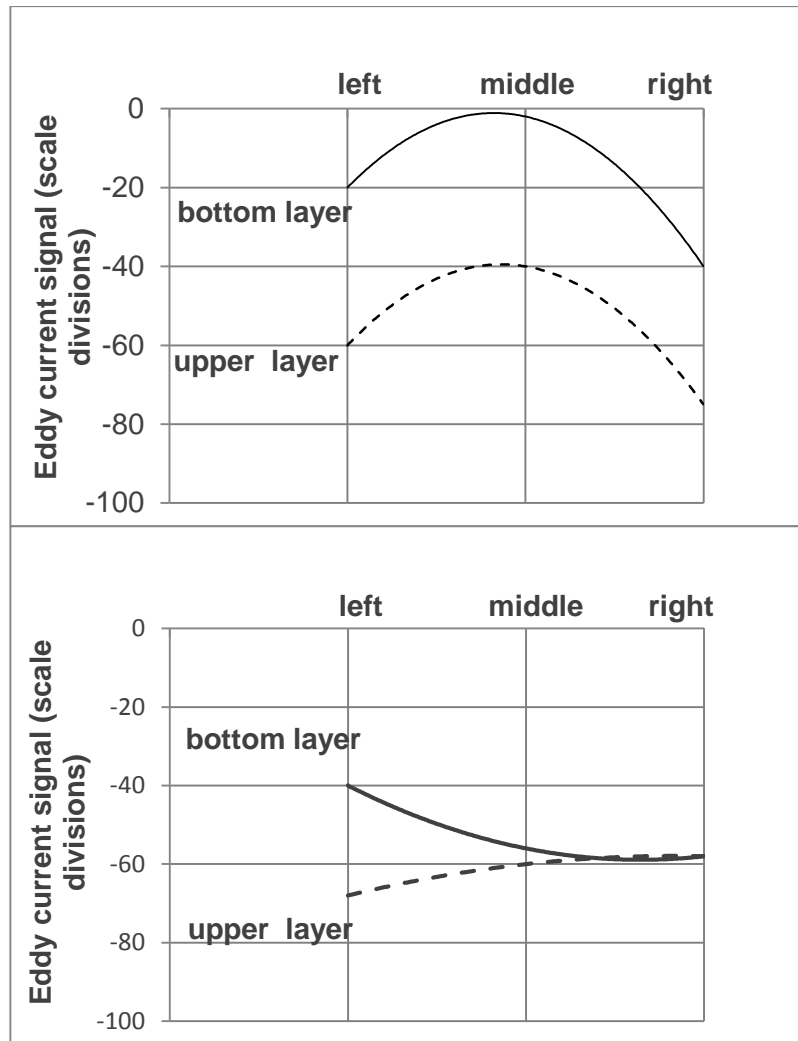 left middle right
0
-20
-40
-60
-80
-100
Eddy current signal (scale
divisions)
bottom layer
upper layer
left middle right
0
-20
-40
-60
-80
-100
Eddy current signal (scale
divisions)
bottom layer
upper layer